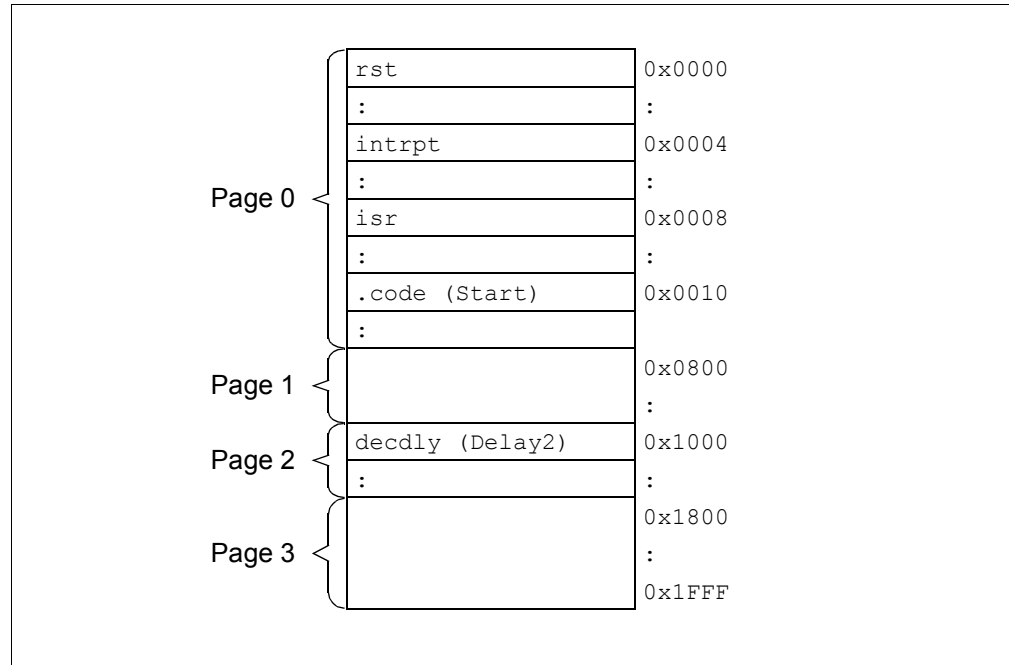 rst 0x0000
: :
intrpt 0x0004
: :
Page 0
isr 0x0008
: :
.code (Start) 0x0010
:
0x0800
Page 1
:
decdly (Delay2) 0x1000
Page 2
: :
0x1800
Page 3
:
0x1FFF